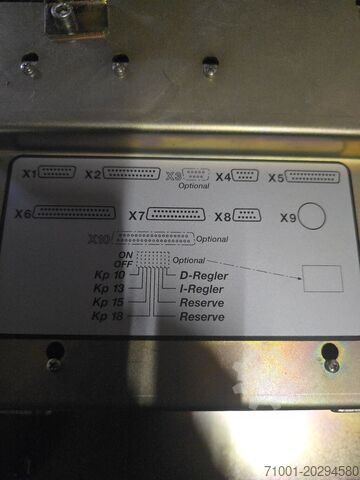 X1 X2 X3 X4 X5
Optional
X6 X7 X8 X9
X10 Optional
ON
OFF Optional
Kp 10 D-Regler
Kp 13 I-Regler
Kp 15 Reserve
Kp 18 Reserve
71001-20294580